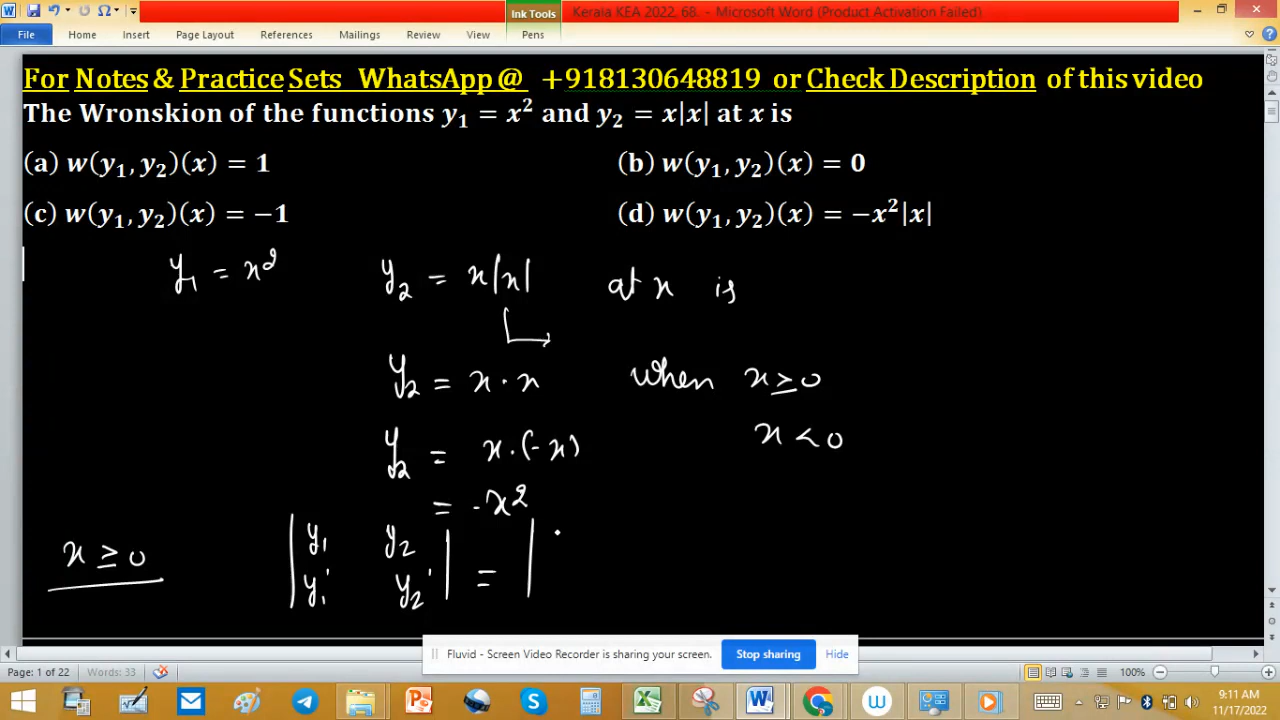 Ink Tools
Kerala KEA 2022, 68. - Microsoft Word (Product Activation Failed)
File Home Insert Page Layout References Mailings Review View Pens
For Notes & Practice Sets WhatsApp @ +918130648819 or Check Description of this video
The Wronskion of the functions y₁ = x² and y₂ = x|x| at x is
(a) w(y₁, y₂)(x) = 1 (b) w(y₁, y₂)(x) = 0
(c) w(y₁, y₂)(x) = −1 (d) w(y₁, y₂)(x) = −x²|x|
y₁ = x² y₂ = x|x| at x is
y₂ = x · x when x ≥ 0
y₂ = x · (−x) x < 0
= −x²
x ≥ 0 | y₁ y₂ | = |
| y₁' y₂' |
Fluvid - Screen Video Recorder is sharing your screen. Stop sharing Hide
Page: 1 of 22 Words: 33 100%
9:11 AM
11/17/2022